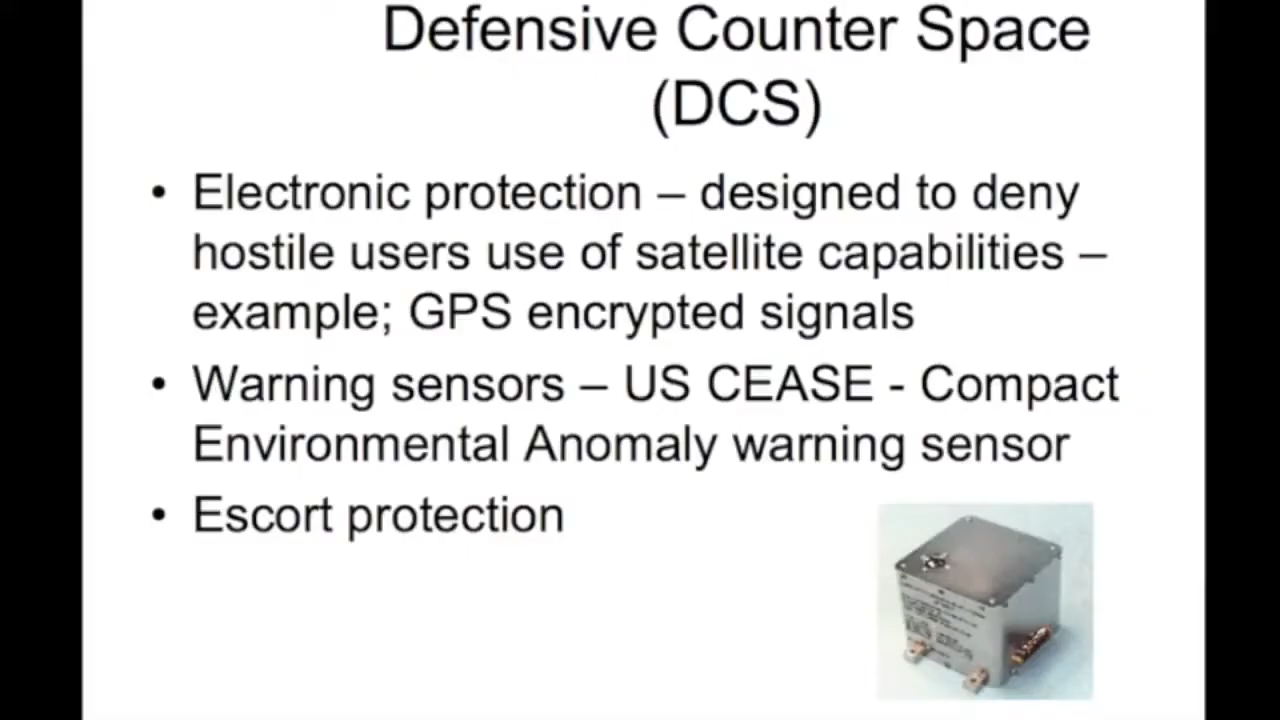 Defensive Counter Space
(DCS)
• Electronic protection – designed to deny
hostile users use of satellite capabilities –
example; GPS encrypted signals
• Warning sensors – US CEASE - Compact
Environmental Anomaly warning sensor
• Escort protection